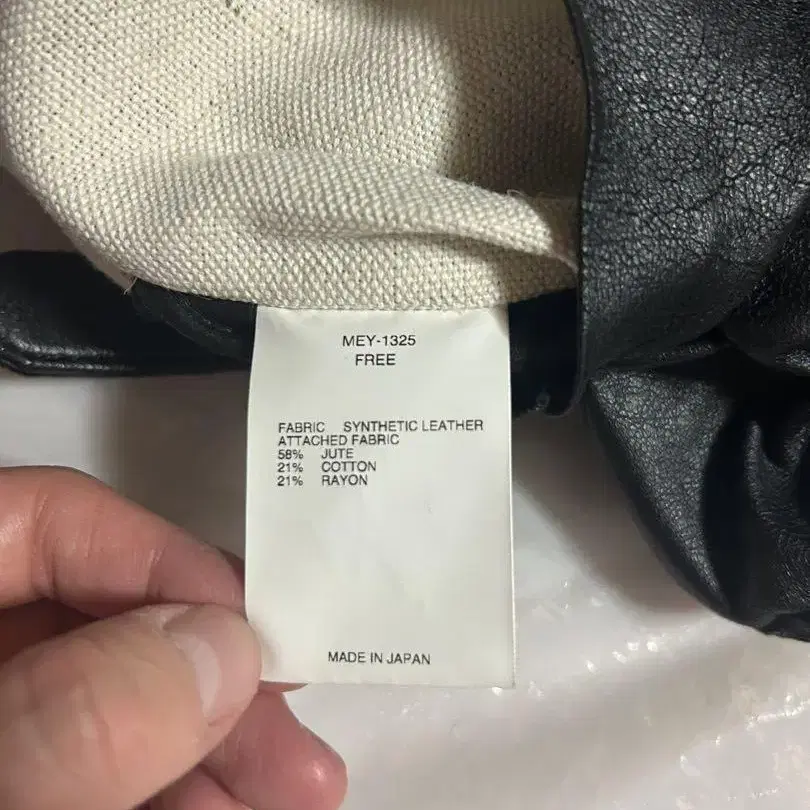 MEY-1325
FREE
FABRIC SYNTHETIC LEATHER
ATTACHED FABRIC
58% JUTE
21% COTTON
21% RAYON
MADE IN JAPAN